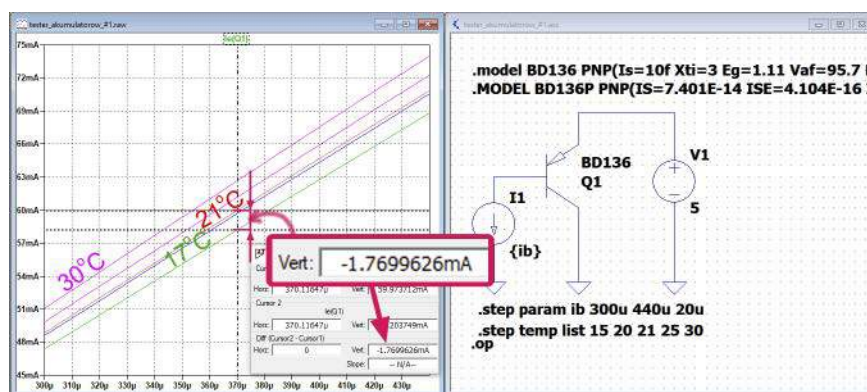 tester_akumulatorow_#1.raw
Ie(Q1)
75mA
72mA
69mA
66mA
63mA
60mA
57mA
54mA
51mA
48mA
30°C
21°C
17°C
Vert: -1.7699626mA
Horz: 370.11647µ Vert: 59.973712mA
Cursor 2
Ie(Q1)
Horz: 370.11647µ Vert:
Diff (Cursor2 - Cursor1)
Horz: 0 Vert: -1.7699626mA
Slope: -- N/A--
300µ 310µ 320µ 330µ 340µ 350µ 360µ 370µ 380µ 390µ 400µ 410µ 420µ 430µ
tester_akumulatorow_#1.asc
.model BD136 PNP(Is=10f Xti=3 Eg=1.11 Vaf=95.7
.MODEL BD136P PNP(IS=7.401E-14 ISE=4.104E-16
BD136
Q1
V1
5
I1
{ib}
.step param ib 300u 440u 20u
.step temp list 15 20 21 25 30
.op